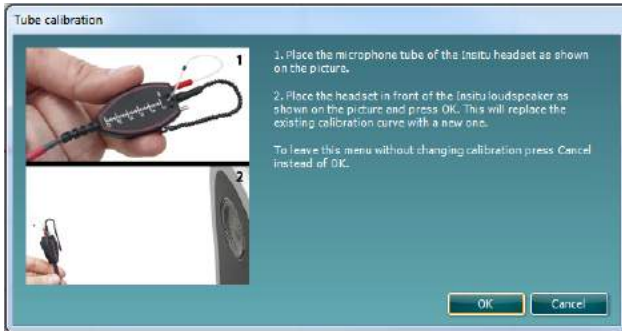 Tube calibration
1
1. Place the microphone tube of the Insitu headset as shown
on the picture.
2. Place the headset in front of the Insitu loudspeaker as
shown on the picture and press OK. This will replace the
existing calibration curve with a new one.
To leave this menu without changing calibration press Cancel
instead of OK.
2
OK
Cancel